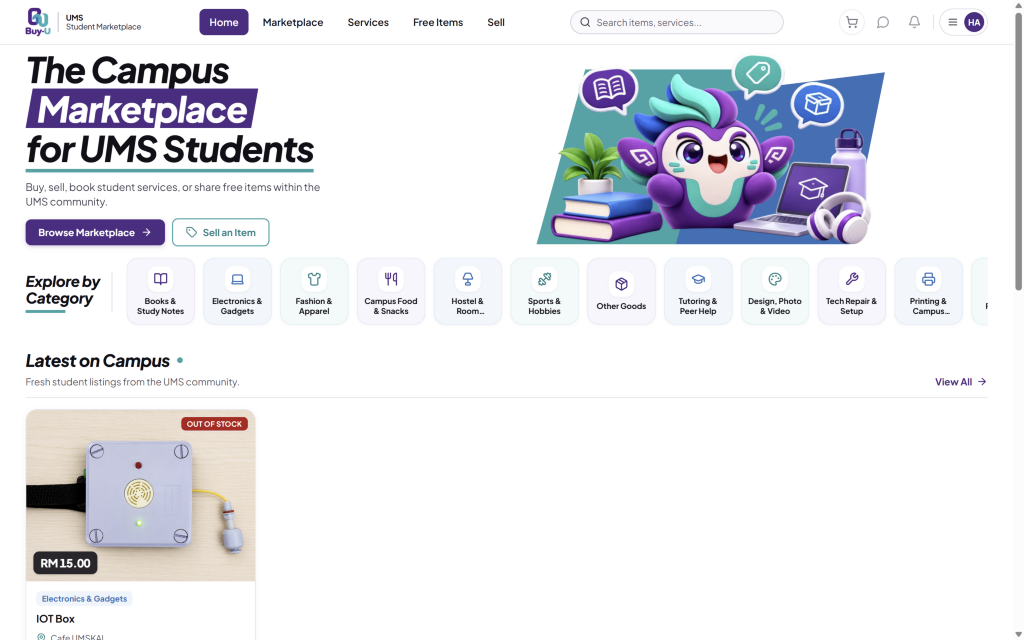 Buy-U
UMS
Student Marketplace
Home
Marketplace
Services
Free Items
Sell
Search items, services...
HA
The Campus
Marketplace
for UMS Students
Buy, sell, book student services, or share free items within the
UMS community.
Browse Marketplace
Sell an Item
Explore by
Category
Books &
Study Notes
Electronics &
Gadgets
Fashion &
Apparel
Campus Food
& Snacks
Hostel &
Room...
Sports &
Hobbies
Other Goods
Tutoring &
Peer Help
Design, Photo
& Video
Tech Repair &
Setup
Printing &
Campus...
Latest on Campus
Fresh student listings from the UMS community.
View All
OUT OF STOCK
RM 15.00
Electronics & Gadgets
IOT Box
Cafe UMSKAL